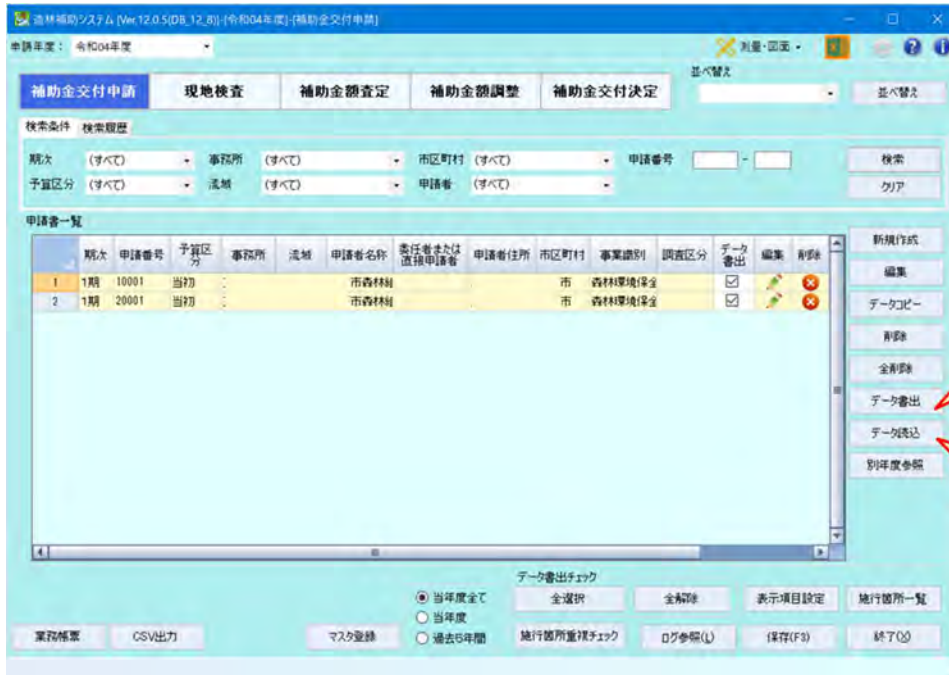 造林補助システム [Ver.12.0.5(DB_12_8)]-[令和04年度]-[補助金交付申請]
申請年度： 令和04年度
測量・図面
補助金交付申請 現地検査 補助金額査定 補助金額調整 補助金交付決定
並べ替え
並べ替え
検索条件 検索履歴
期次 (すべて) 事務所 (すべて) 市区町村 (すべて) 申請番号 - 検索
予算区分 (すべて) 流域 (すべて) 申請者 (すべて) クリア
申請書一覧
期次 申請番号 予算区分 事務所 流域 申請者名称 委任者または直接申請者 申請者住所 市区町村 事業識別 調査区分 データ書出 編集 削除
1 1期 10001 当初 市森林組 市 森林環境保全
2 1期 20001 当初 市森林組 市 森林環境保全
新規作成
編集
データコピー
削除
全削除
データ書出
データ読込
別年度参照
データ書出チェック
当年度全て 全選択 全解除 表示項目設定 施行箇所一覧
当年度
過去5年間
業務帳票 CSV出力 マスタ登録 施行箇所重複チェック ログ参照(L) 保存(F3) 終了(X)